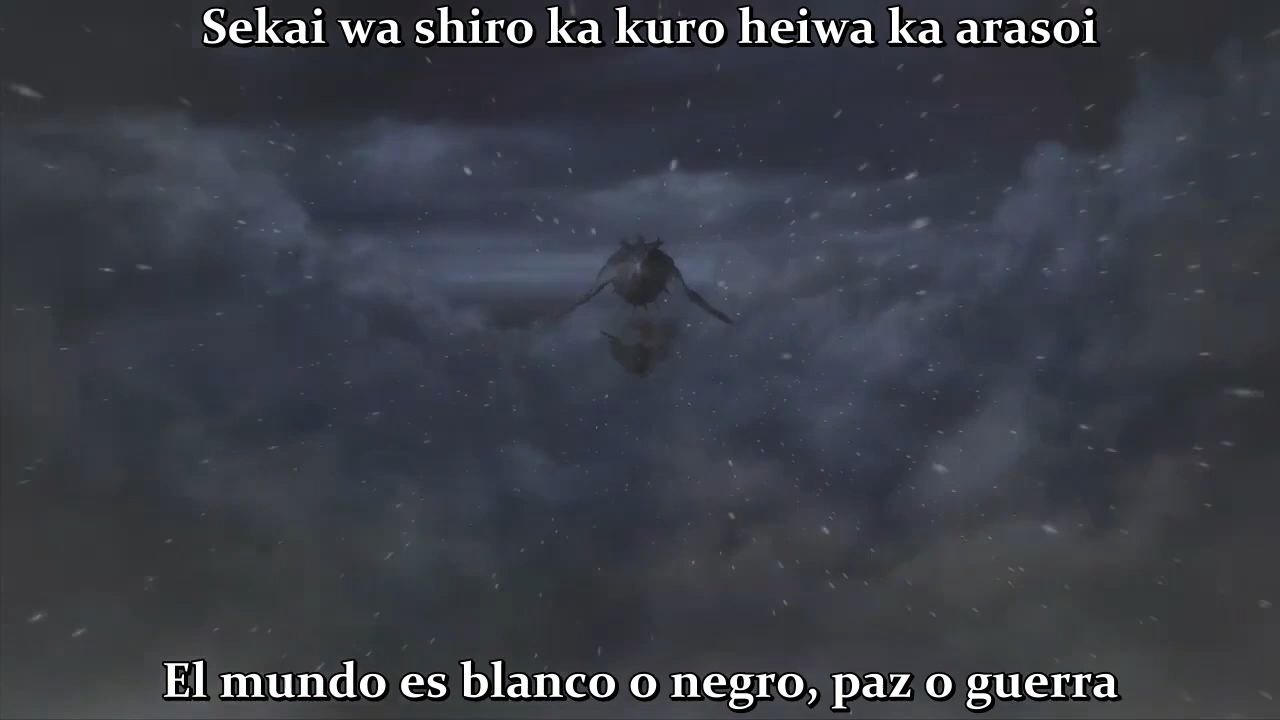 Sekai wa shiro ka kuro heiwa ka arasoi
El mundo es blanco o negro, paz o guerra